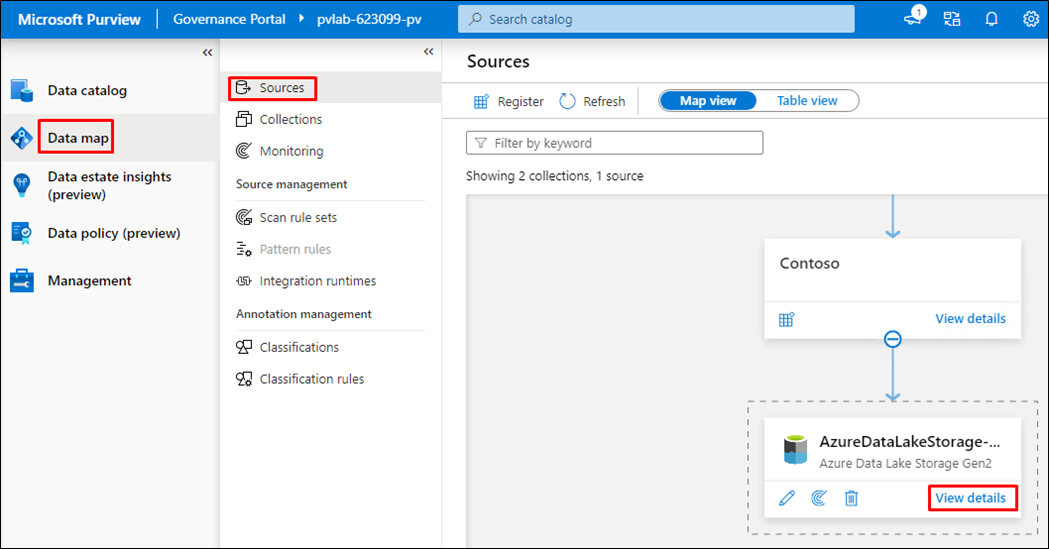 Microsoft Purview
Governance Portal
pvlab-623099-pv
Search catalog
1
Data catalog
Data map
Data estate insights
(preview)
Data policy (preview)
Management
Sources
Collections
Monitoring
Source management
Scan rule sets
Pattern rules
Integration runtimes
Annotation management
Classifications
Classification rules
Sources
Register
Refresh
Map view
Table view
Filter by keyword
Showing 2 collections, 1 source
Contoso
View details
AzureDataLakeStorage-...
Azure Data Lake Storage Gen2
View details